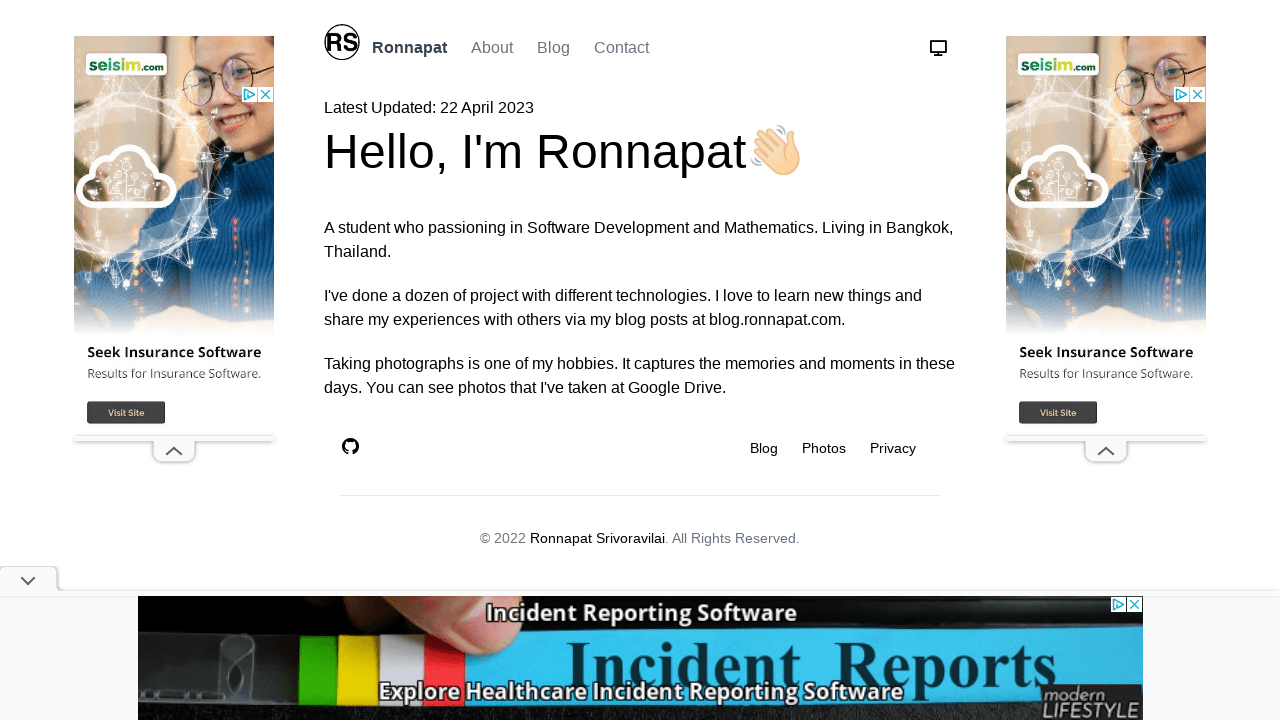 RS
Ronnapat About Blog Contact
Latest Updated: 22 April 2023
Hello, I'm Ronnapat👋🏻
A student who passioning in Software Development and Mathematics. Living in Bangkok,
Thailand.
I've done a dozen of project with different technologies. I love to learn new things and
share my experiences with others via my blog posts at blog.ronnapat.com.
Taking photographs is one of my hobbies. It captures the memories and moments in these
days. You can see photos that I've taken at Google Drive.
Blog Photos Privacy
© 2022 Ronnapat Srivoravilai. All Rights Reserved.
seisim.com
Seek Insurance Software
Results for Insurance Software.
Visit Site
seisim.com
Seek Insurance Software
Results for Insurance Software.
Visit Site
Incident Reporting Software
Incident Reports
Explore Healthcare Incident Reporting Software
modern
LIFESTYLE